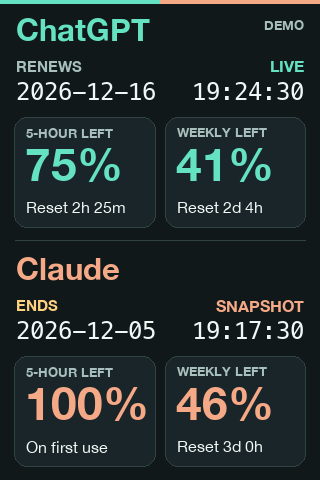 ChatGPT DEMO
RENEWS LIVE
2026−12−16 19:24:30
5-HOUR LEFT WEEKLY LEFT
75% 41%
Reset 2h 25m Reset 2d 4h
Claude
ENDS SNAPSHOT
2026−12−05 19:17:30
5-HOUR LEFT WEEKLY LEFT
100% 46%
On first use Reset 3d 0h